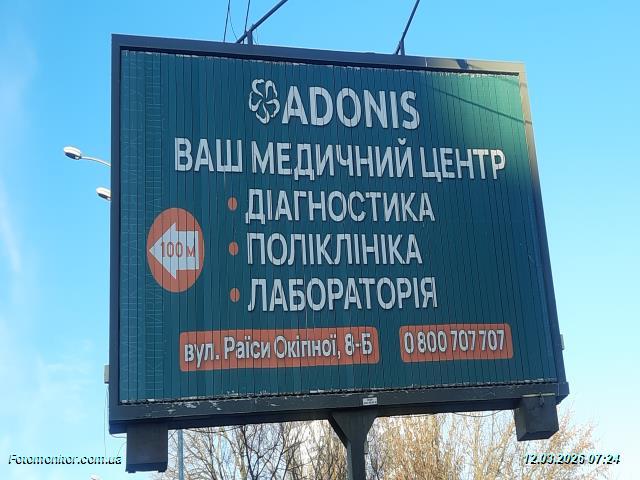 ADONIS
ВАШ МЕДИЧНИЙ ЦЕНТР
ДІАГНОСТИКА
100 м
ПОЛІКЛІНІКА
ЛАБОРАТОРІЯ
вул. Раїси Окіпної, 8-Б
0 800 707 707
Fotomonitor.com.ua
12.03.2026 07:24